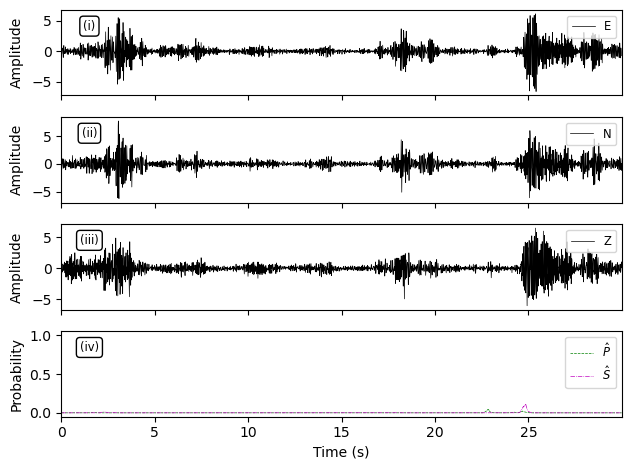 Amplitude
5
0
−5
(i)
E
Amplitude
5
0
−5
(ii)
N
Amplitude
5
0
−5
(iii)
Z
Probability
1.0
0.5
0.0
(iv)
P̂
Ŝ
0 5 10 15 20 25
Time (s)